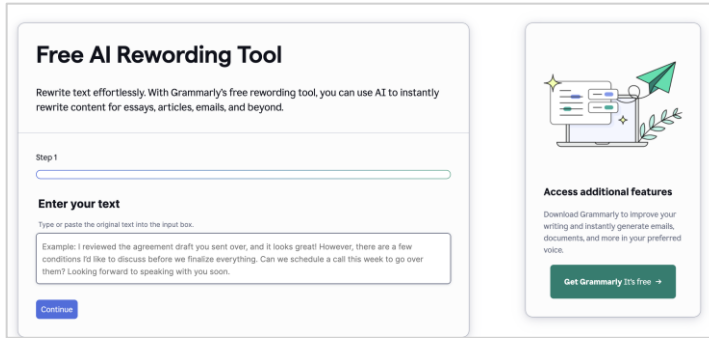 Free AI Rewording Tool
Rewrite text effortlessly. With Grammarly's free rewording tool, you can use AI to instantly
rewrite content for essays, articles, emails, and beyond.
Step 1
Enter your text
Type or paste the original text into the input box.
Example: I reviewed the agreement draft you sent over, and it looks great! However, there are a few
conditions I'd like to discuss before we finalize everything. Can we schedule a call this week to go over
them? Looking forward to speaking with you soon.
Continue
Access additional features
Download Grammarly to improve your
writing and instantly generate emails,
documents, and more in your preferred
voice.
Get Grammarly It's free →